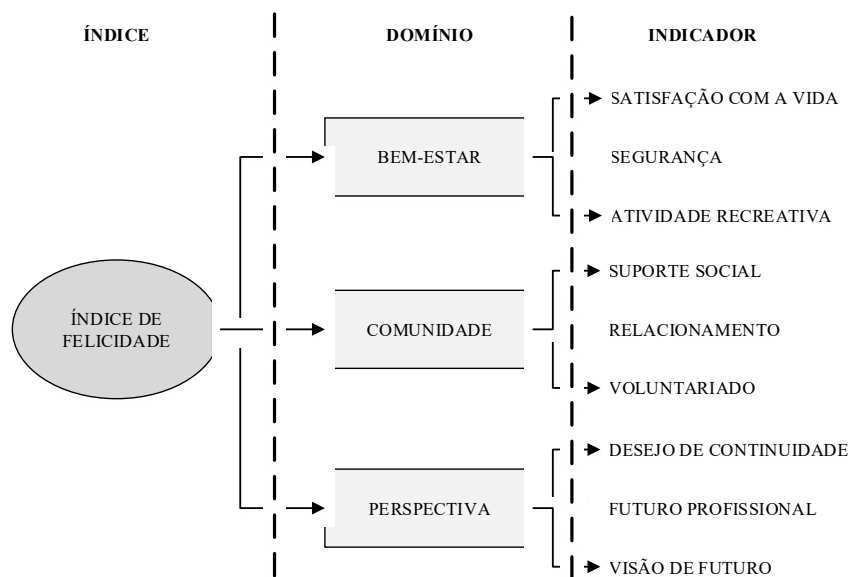 ÍNDICE
DOMÍNIO
INDICADOR
ÍNDICE DE
FELICIDADE
BEM-ESTAR
SATISFAÇÃO COM A VIDA
SEGURANÇA
ATIVIDADE RECREATIVA
COMUNIDADE
SUPORTE SOCIAL
RELACIONAMENTO
VOLUNTARIADO
PERSPECTIVA
DESEJO DE CONTINUIDADE
FUTURO PROFISSIONAL
VISÃO DE FUTURO